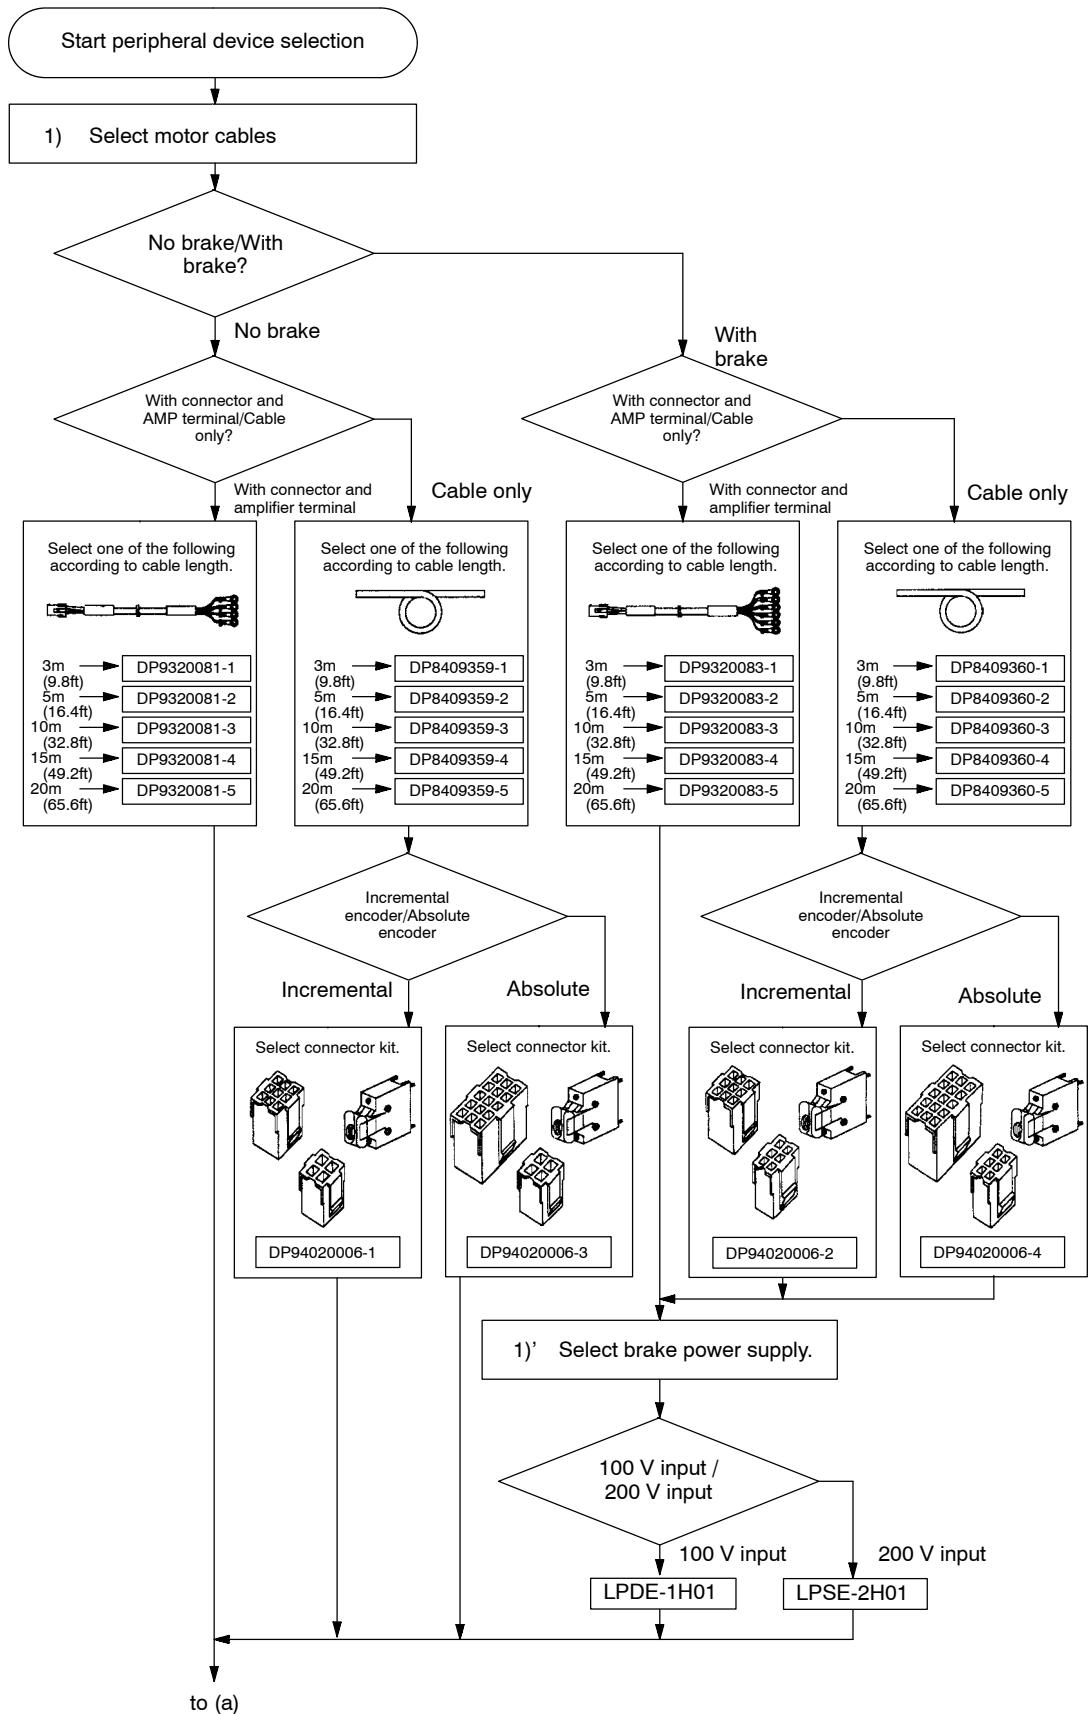 Start peripheral device selection
1) Select motor cables
No brake/With
brake?
No brake
With
brake
With connector and
AMP terminal/Cable
only?
With connector and
AMP terminal/Cable
only?
With connector and
amplifier terminal
Cable only
With connector and
amplifier terminal
Cable only
Select one of the following
according to cable length.
3m
(9.8ft)
DP9320081-1
5m
(16.4ft)
DP9320081-2
10m
(32.8ft)
DP9320081-3
15m
(49.2ft)
DP9320081-4
20m
(65.6ft)
DP9320081-5
Select one of the following
according to cable length.
3m
(9.8ft)
DP8409359-1
5m
(16.4ft)
DP8409359-2
10m
(32.8ft)
DP8409359-3
15m
(49.2ft)
DP8409359-4
20m
(65.6ft)
DP8409359-5
Select one of the following
according to cable length.
3m
(9.8ft)
DP9320083-1
5m
(16.4ft)
DP9320083-2
10m
(32.8ft)
DP9320083-3
15m
(49.2ft)
DP9320083-4
20m
(65.6ft)
DP9320083-5
Select one of the following
according to cable length.
3m
(9.8ft)
DP8409360-1
5m
(16.4ft)
DP8409360-2
10m
(32.8ft)
DP8409360-3
15m
(49.2ft)
DP8409360-4
20m
(65.6ft)
DP8409360-5
Incremental
encoder/Absolute
encoder
Incremental
encoder/Absolute
encoder
Incremental
Absolute
Incremental
Absolute
Select connector kit.
DP94020006-1
Select connector kit.
DP94020006-3
Select connector kit.
DP94020006-2
Select connector kit.
DP94020006-4
1)’ Select brake power supply.
100 V input /
200 V input
100 V input
200 V input
LPDE-1H01
LPSE-2H01
to (a)